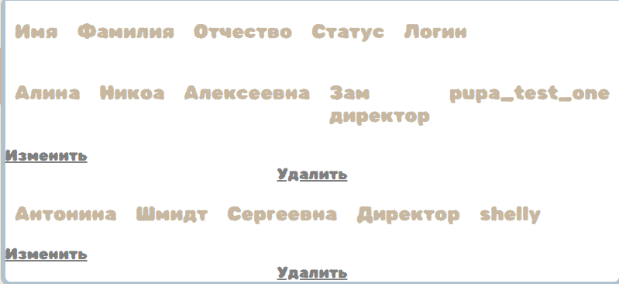 Имя Фамилия Отчество Статус Логин
Алина Никоа Алексеевна Зам директор pupa_test_one
Изменить
Удалить
Антонина Шмидт Сергеевна Директор shelly
Изменить
Удалить